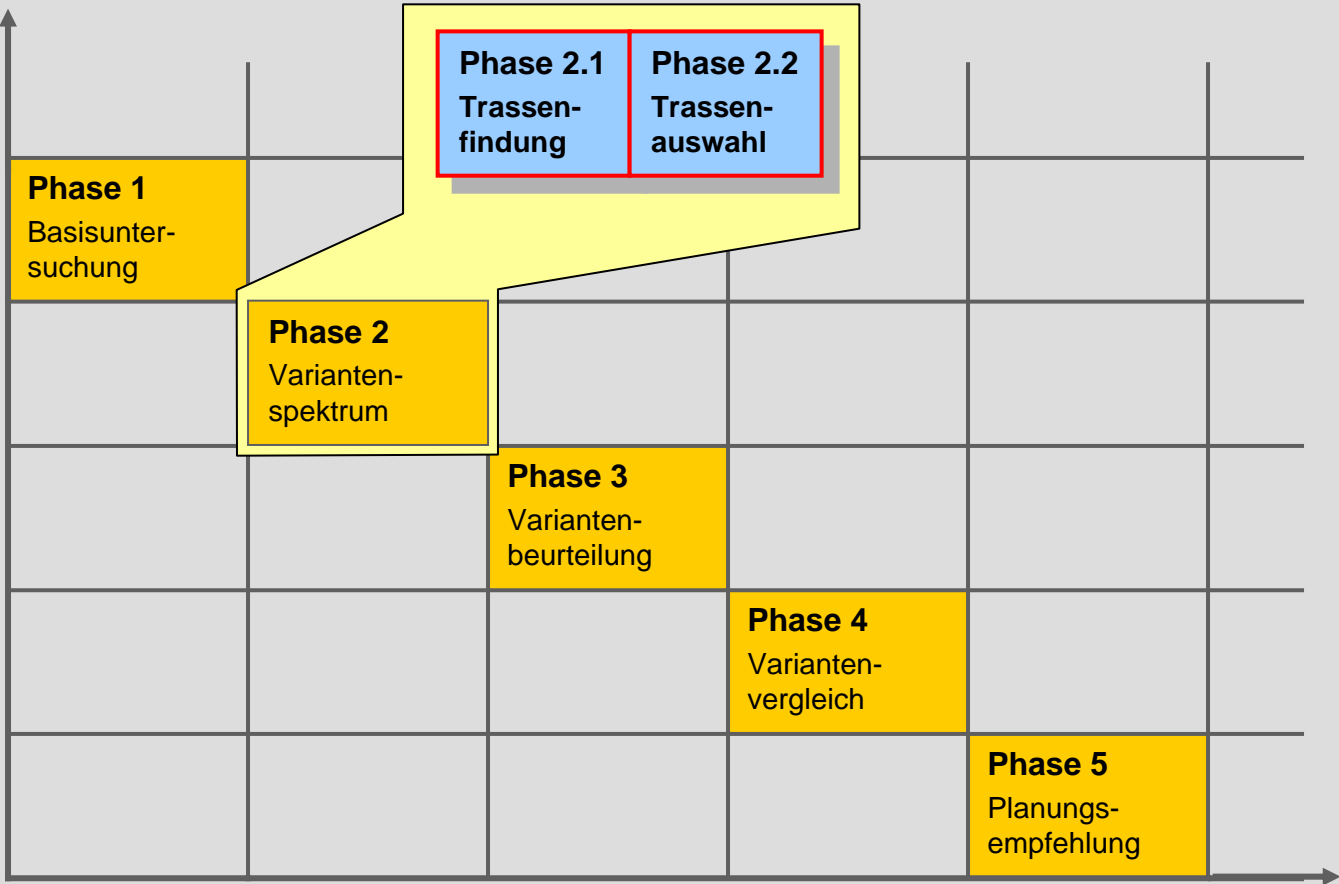 Phase 2.1
Trassen-
findung
Phase 2.2
Trassen-
auswahl
Phase 1
Basisunter-
suchung
Phase 2
Varianten-
spektrum
Phase 3
Varianten-
beurteilung
Phase 4
Varianten-
vergleich
Phase 5
Planungs-
empfehlung